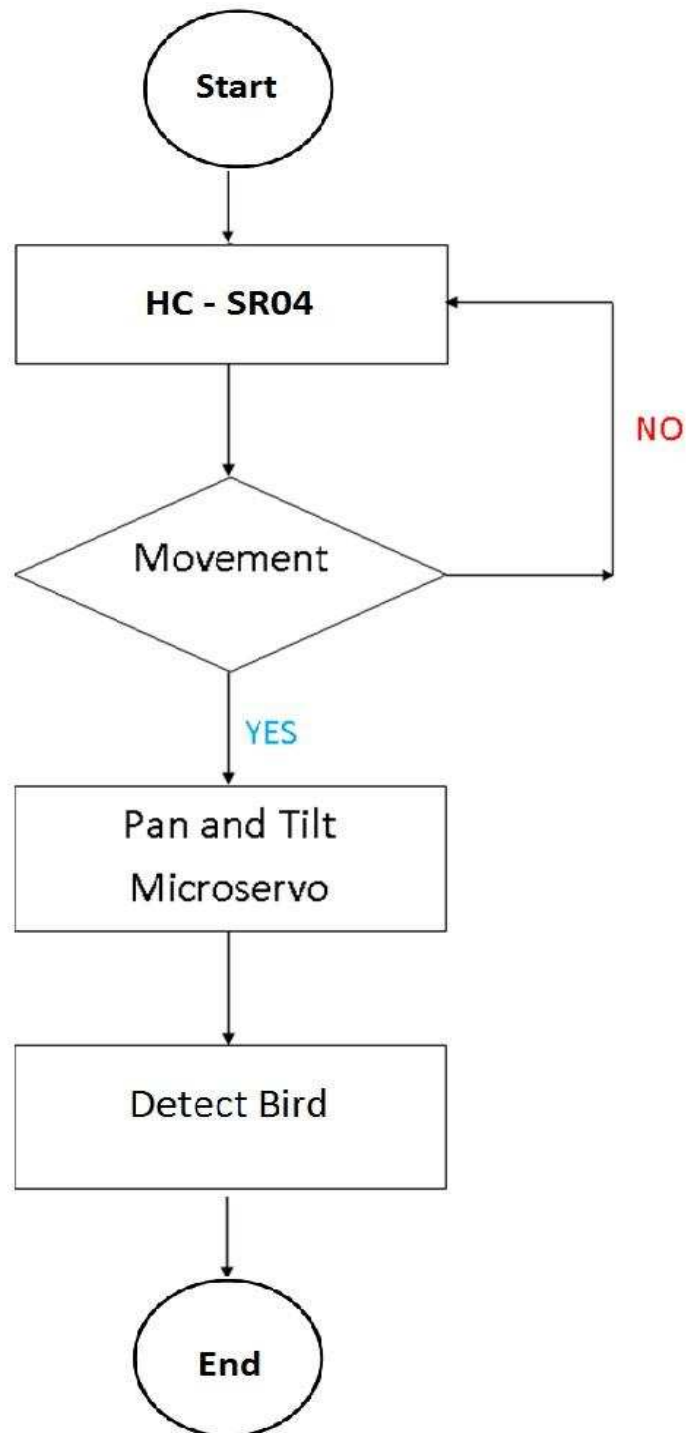 Start
HC - SR04
NO
Movement
YES
Pan and Tilt
Microservo
Detect Bird
End